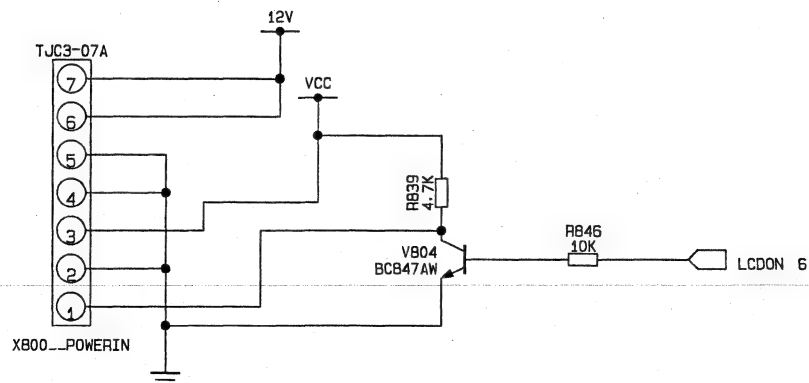 12V
TJC3-07A
VCC
7
6
5
4
3
2
1
R839
4.7K
V804
BC847AW
R846
10K
LCDON 6
X800__POWERIN